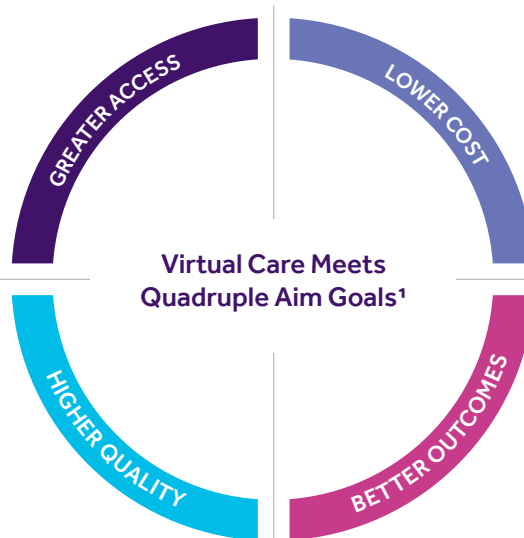 GREATER ACCESS
LOWER COST
Virtual Care Meets
Quadruple Aim Goals¹
HIGHER QUALITY
BETTER OUTCOMES